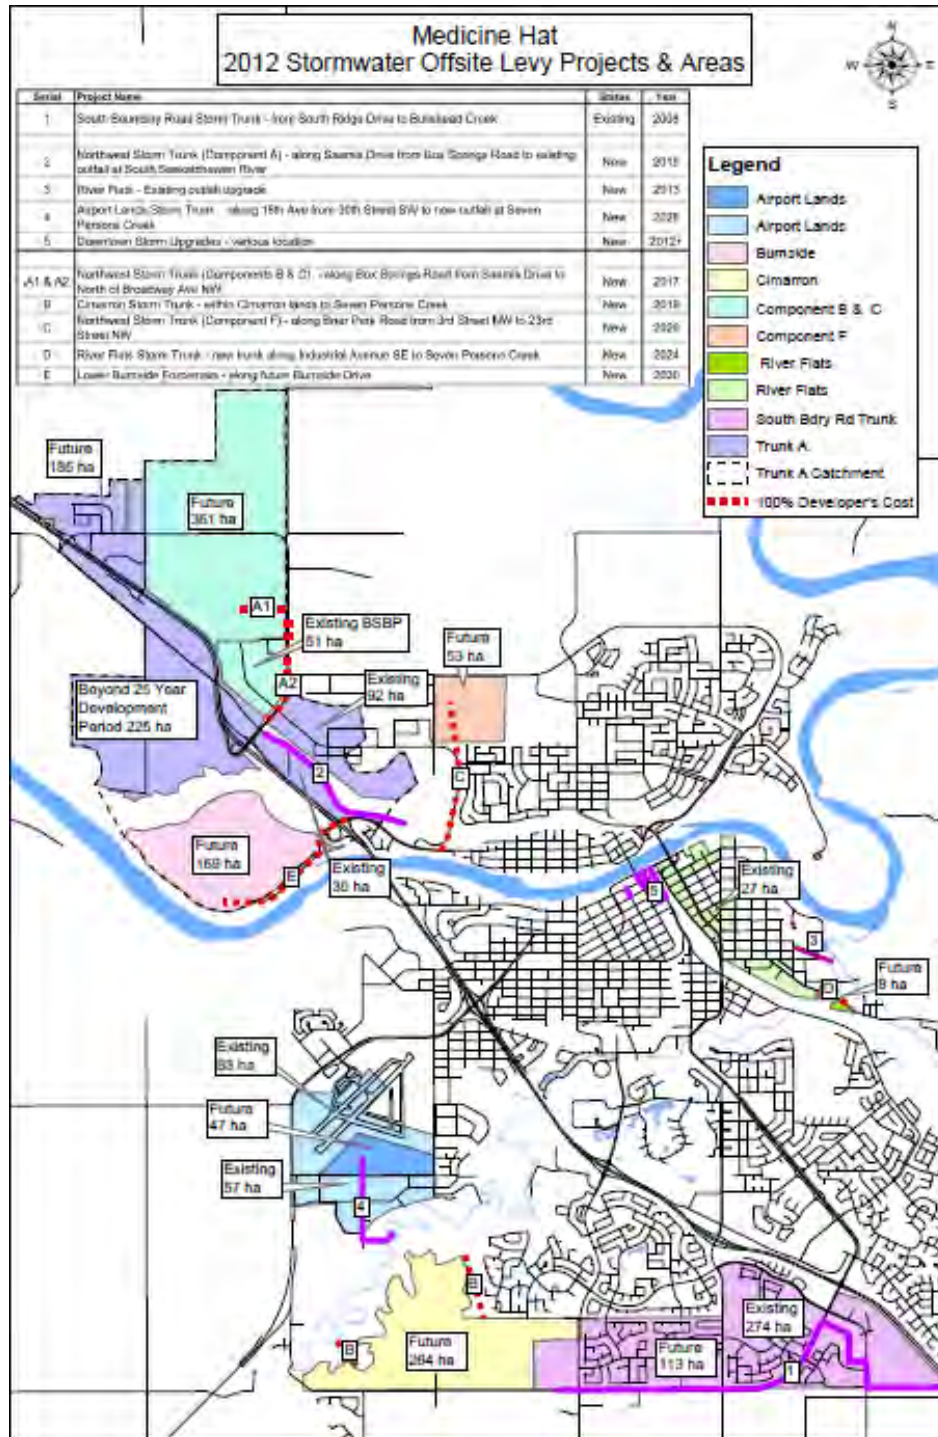 Medicine Hat
2012 Stormwater Offsite Levy Projects & Areas
N
W
E
S
Serial Project Name Status Year
1 South Boundary Road Storm Trunk - from South Ridge Drive to Bullshead Creek Existing 2008
2 Northwest Storm Trunk (Component A) - along Saamis Drive from Box Springs Road to existing
outfall at South Saskatchewan River New
3 River Flats - Existing outfall upgrade New 2013
4 Airport Lands Storm Trunk - along 16th Ave from 30th Street SW to new outfall at Seven
Persons Creek New
5 Downtown Storm Upgrades - various location New 2012+
A1 & A2 Northwest Storm Trunk (Components B & C) - along Box Springs Road from Saamis Drive to
North of Broadway Ave NW New 2017
B Cimarron Storm Trunk - within Cimarron lands to Seven Persons Creek New
C Northwest Storm Trunk (Component F) - along Brier Park Road from 3rd Street NW to 23rd
Street NW New
D River Flats Storm Trunk - new trunk along Industrial Avenue SE to Seven Persons Creek New 2024
E Lower Burnside Forcemain - along future Burnside Drive New
Legend
Airport Lands
Airport Lands
Burnside
Cimarron
Component B & C
Component F
River Flats
River Flats
South Bdry Rd Trunk
Trunk A
Trunk A Catchment
100% Developer's Cost
Future
ha
Future
361 ha
A1
Existing BSBP
51 ha
Future
53 ha
A2
Existing
92 ha
Beyond 25 Year
Development
Period 225 ha
2
C
Future
169 ha
E
Existing
30 ha
5
Existing
27 ha
3
D
Future
ha
Existing
ha
Future
47 ha
Existing
57 ha
4
B
B
Future
264 ha
Existing
274 ha
Future
113 ha
1